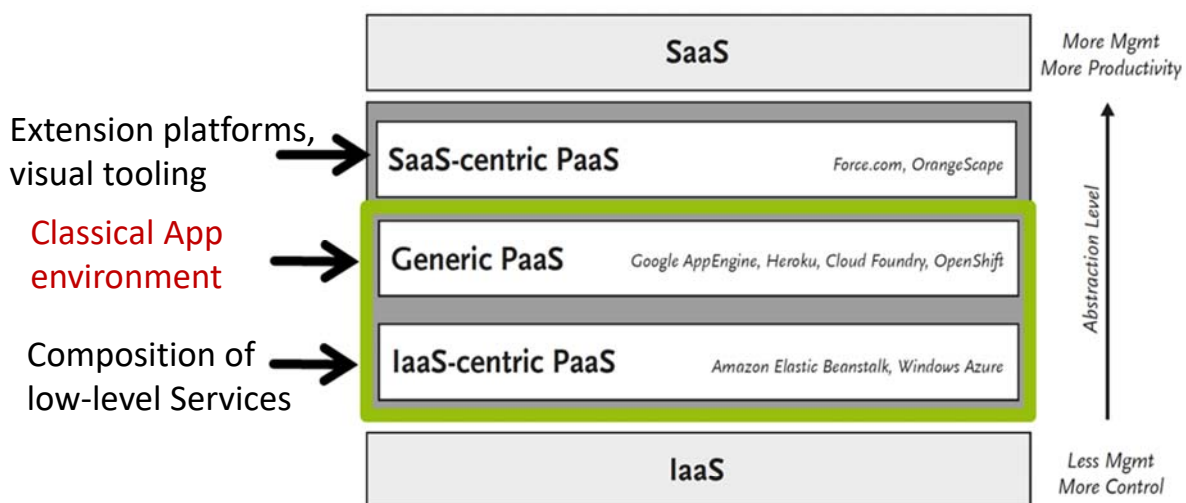 SaaS
More Mgmt
More Productivity
Extension platforms,
visual tooling
SaaS-centric PaaS
Force.com, OrangeScape
Classical App
environment
Generic PaaS
Google AppEngine, Heroku, Cloud Foundry, OpenShift
Abstraction Level
Composition of
low-level Services
IaaS-centric PaaS
Amazon Elastic Beanstalk, Windows Azure
IaaS
Less Mgmt
More Control